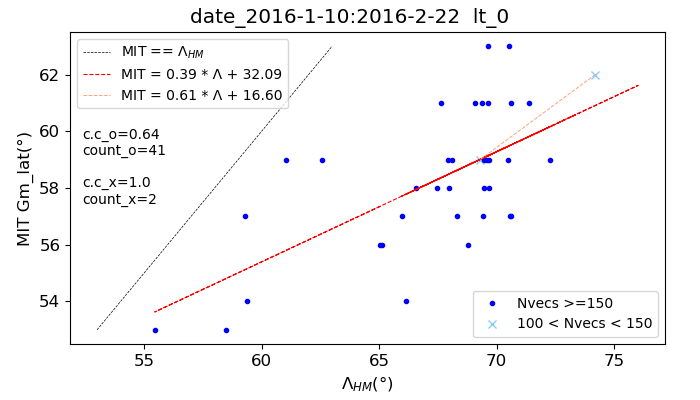 date_2016-1-10:2016-2-22 lt_0
MIT == Λ_HM
MIT = 0.39 * Λ + 32.09
MIT = 0.61 * Λ + 16.60
c.c_o=0.64
count_o=41
c.c_x=1.0
count_x=2
MIT Gm_lat(°)
62
60
58
56
54
Nvecs >=150
100 < Nvecs < 150
55 60 65 70 75
Λ_HM(°)